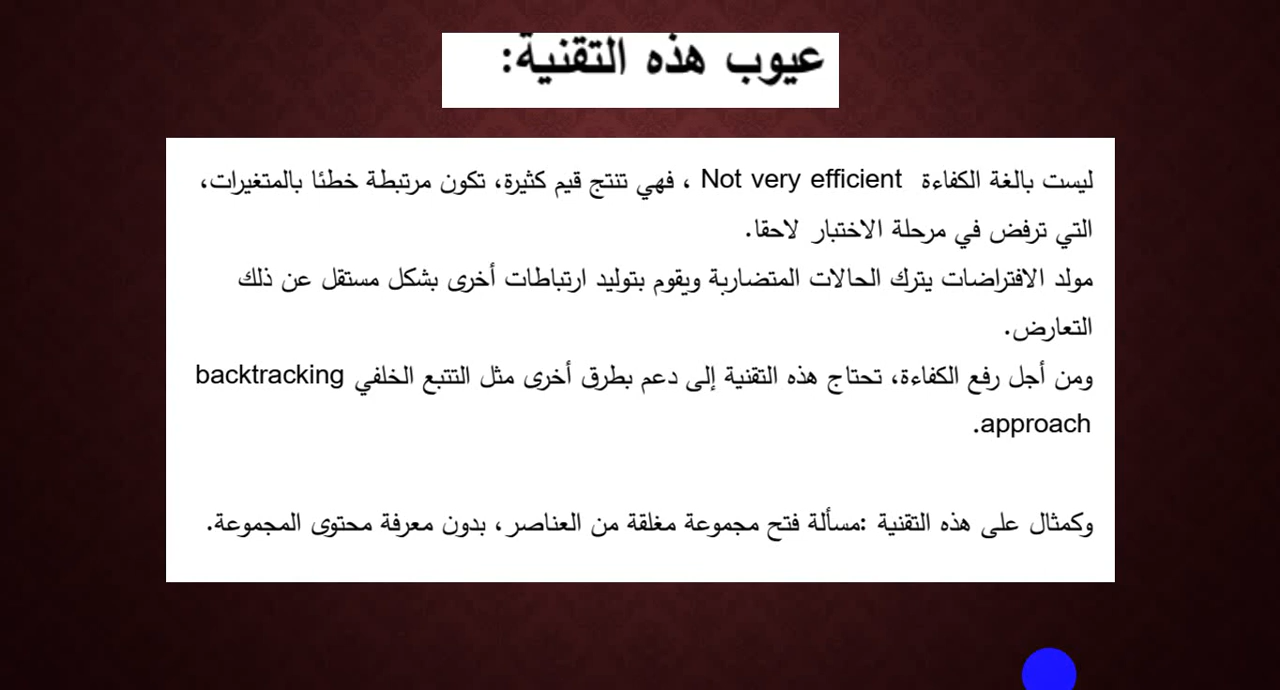 عيوب هذه التقنية:
ليست بالغة الكفاءة Not very efficient ، فهي تنتج قيم كثيرة، تكون مرتبطة خطئا بالمتغيرات،
التي ترفض في مرحلة الاختبار لاحقا.
مولد الافتراضات يترك الحالات المتضاربة ويقوم بتوليد ارتباطات أخرى بشكل مستقل عن ذلك
التعارض.
ومن أجل رفع الكفاءة، تحتاج هذه التقنية إلى دعم بطرق أخرى مثل التتبع الخلفي backtracking
approach.
وكمثال على هذه التقنية :مسألة فتح مجموعة مغلقة من العناصر، بدون معرفة محتوى المجموعة.